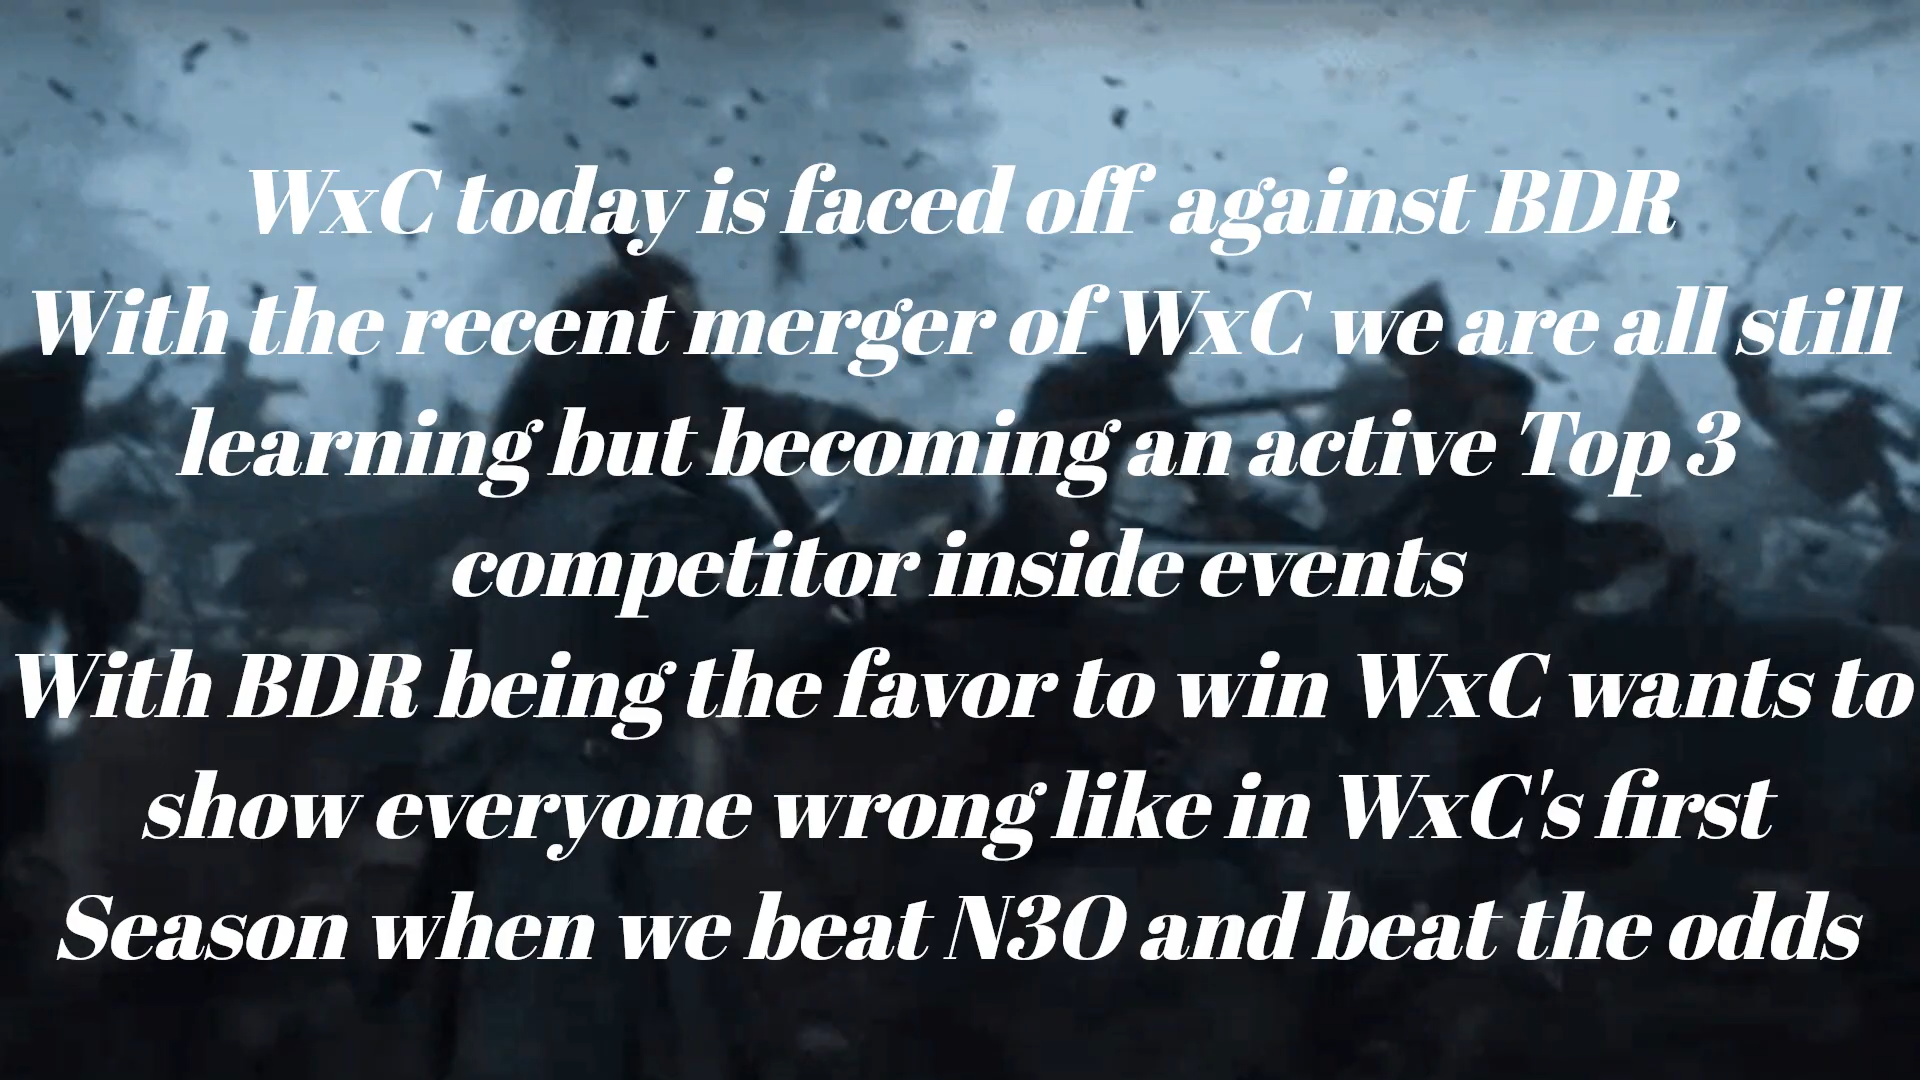 WxC today is faced off against BDR
With the recent merger of WxC we are all still
learning but becoming an active Top 3
competitor inside events
With BDR being the favor to win WxC wants to
show everyone wrong like in WxC's first
Season when we beat N3O and beat the odds